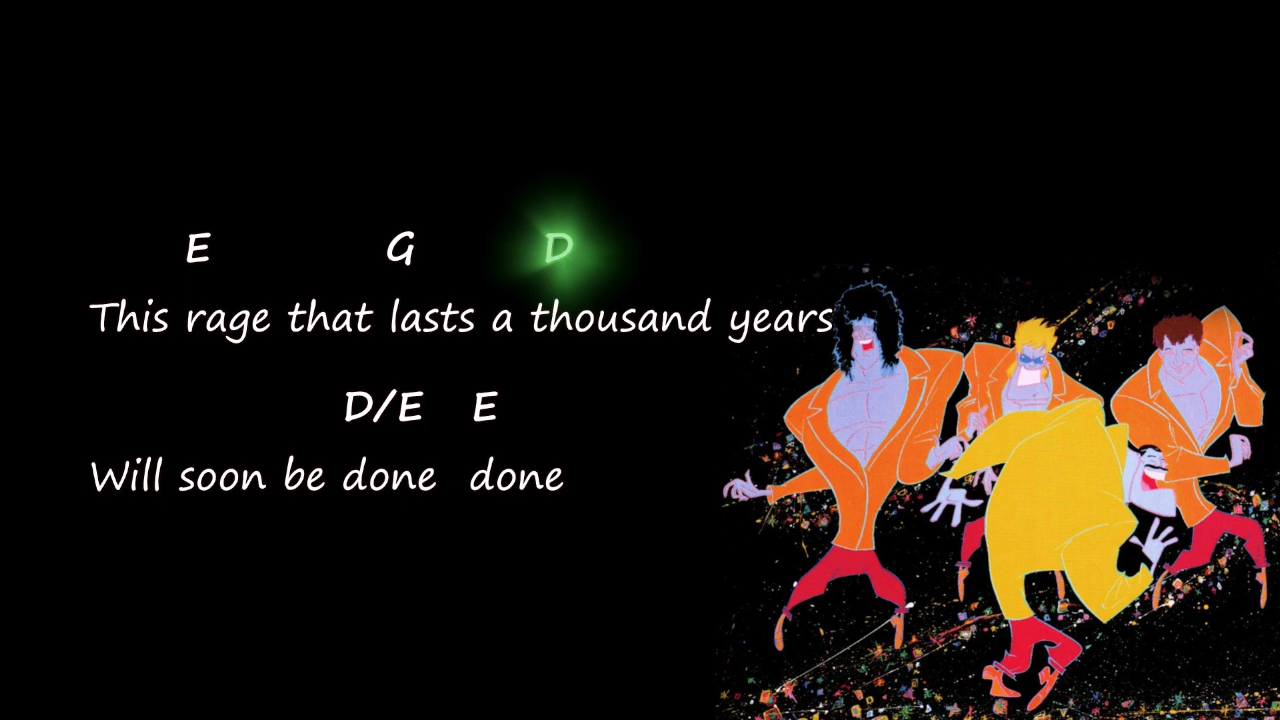 E G D
This rage that lasts a thousand years
D/E E
Will soon be done done